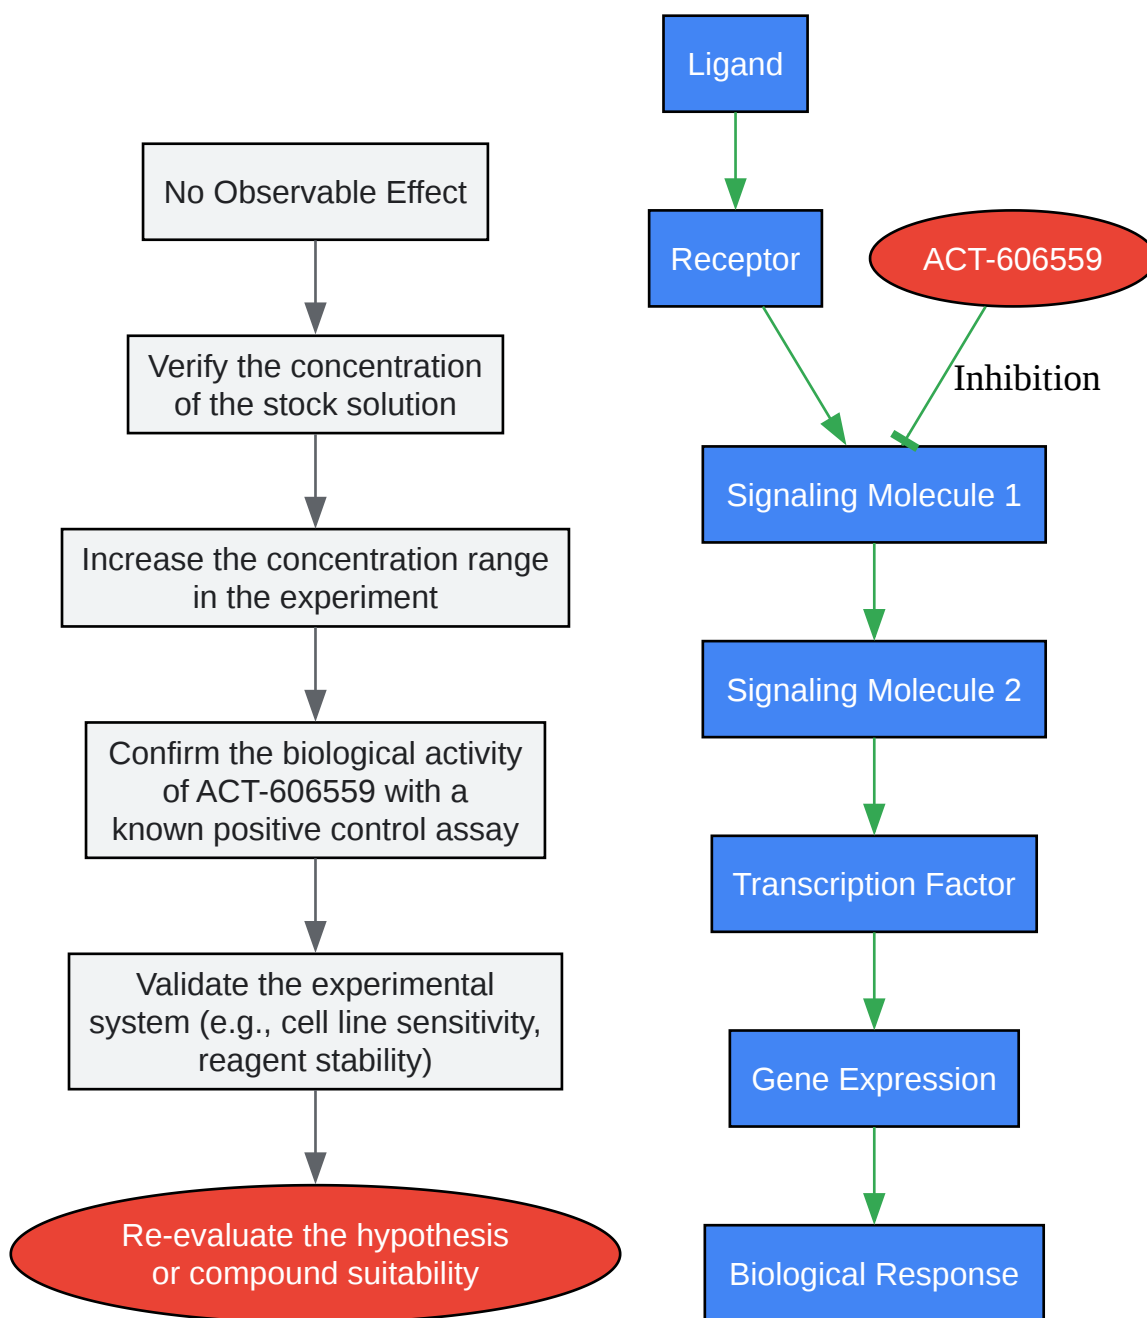 No Observable Effect
Verify the concentration
of the stock solution
Increase the concentration range
in the experiment
Confirm the biological activity
of ACT-606559 with a
known positive control assay
Validate the experimental
system (e.g., cell line sensitivity,
reagent stability)
Re-evaluate the hypothesis
or compound suitability
Ligand
Receptor
ACT-606559
Inhibition
Signaling Molecule 1
Signaling Molecule 2
Transcription Factor
Gene Expression
Biological Response